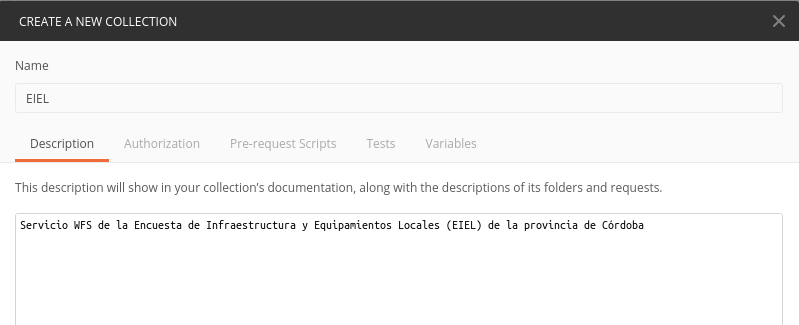 CREATE A NEW COLLECTION
Name
EIEL
Description Authorization Pre-request Scripts Tests Variables
This description will show in your collection's documentation, along with the descriptions of its folders and requests.
Servicio WFS de la Encuesta de Infraestructura y Equipamientos Locales (EIEL) de la provincia de Córdoba